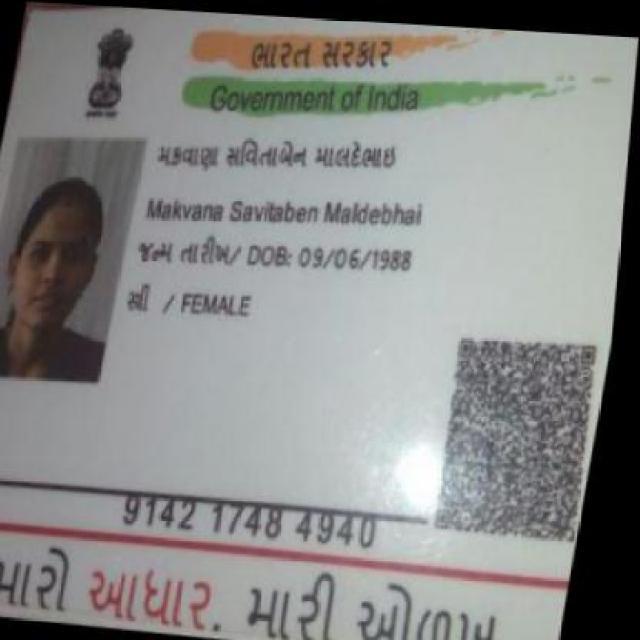 ભારત સરકાર
Government of India
મકવાણા સવિતાબેન માલદેભાઇ
Makvana Savitaben Maldebhai
જન્મ તારીખ/ DOB: 09/06/1988
સ્ત્રી / FEMALE
9142 1748 4940
મારો આધાર. મારી ઓળખ